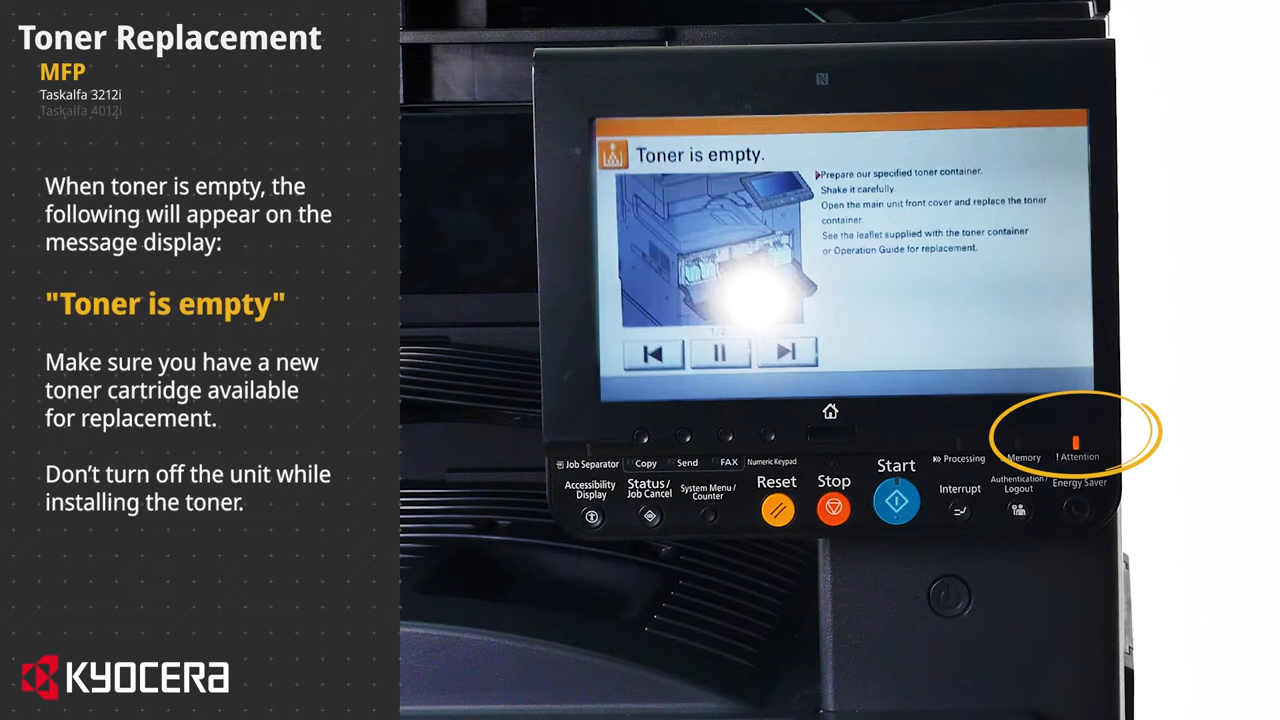 Toner Replacement
MFP
Taskalfa 3212i
Taskalfa 4012i
When toner is empty, the
following will appear on the
message display:
"Toner is empty"
Make sure you have a new
toner cartridge available
for replacement.
Don’t turn off the unit while
installing the toner.
KYOCERA
Toner is empty.
Prepare our specified toner container.
Shake it carefully.
Open the main unit front cover and replace the toner
container.
See the leaflet supplied with the toner container
or Operation Guide for replacement.
1/2
Job Separator
Copy
Send
FAX
Numeric Keypad
Processing
Memory
! Attention
Accessibility
Display
Status/
Job Cancel
System Menu/
Counter
Reset
Stop
Start
Interrupt
Authentication/
Logout
Energy Saver